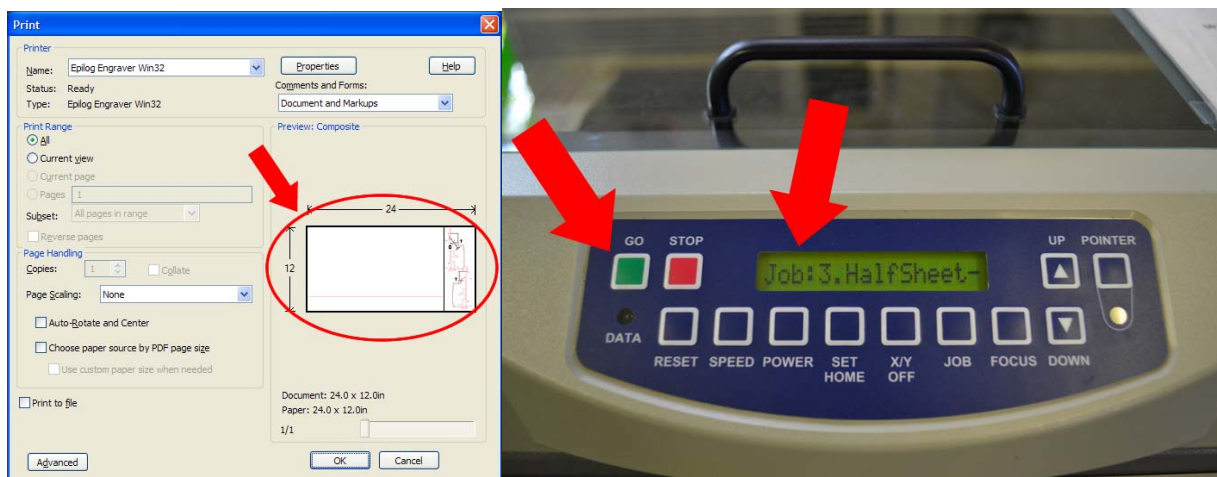 Print
Printer
Name: Epilog Engraver Win32
Properties
Help
Status: Ready
Comments and Forms:
Type: Epilog Engraver Win32
Document and Markups
Print Range
All
Current view
Current page
Pages 1
Subset: All pages in range
Reverse pages
Page Handling
Copies: 1
Collate
Page Scaling: None
Auto-Rotate and Center
Choose paper source by PDF page size
Use custom paper size when needed
Print to file
Advanced
Preview: Composite
24
12
Document: 24.0 x 12.0in
Paper: 24.0 x 12.0in
1/1
OK
Cancel
GO STOP
UP POINTER
Job:3.HalfSheet-
DATA
RESET SPEED POWER SET HOME X/Y OFF JOB FOCUS DOWN